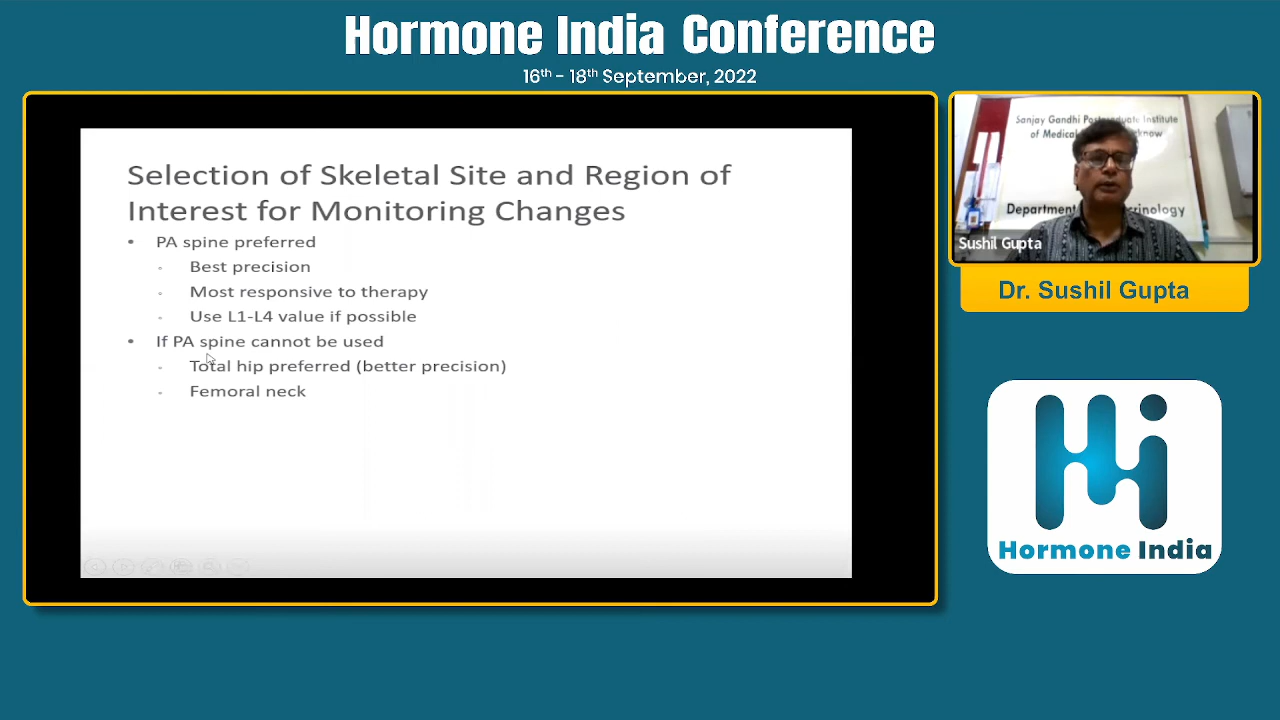 Hormone India Conference
16th - 18th September, 2022
Selection of Skeletal Site and Region of
Interest for Monitoring Changes
• PA spine preferred
◦ Best precision
◦ Most responsive to therapy
◦ Use L1-L4 value if possible
• If PA spine cannot be used
◦ Total hip preferred (better precision)
◦ Femoral neck
Sanjay Gandhi Postgraduate Institute
of Medical
Department
Sushil Gupta
Dr. Sushil Gupta
Hormone India